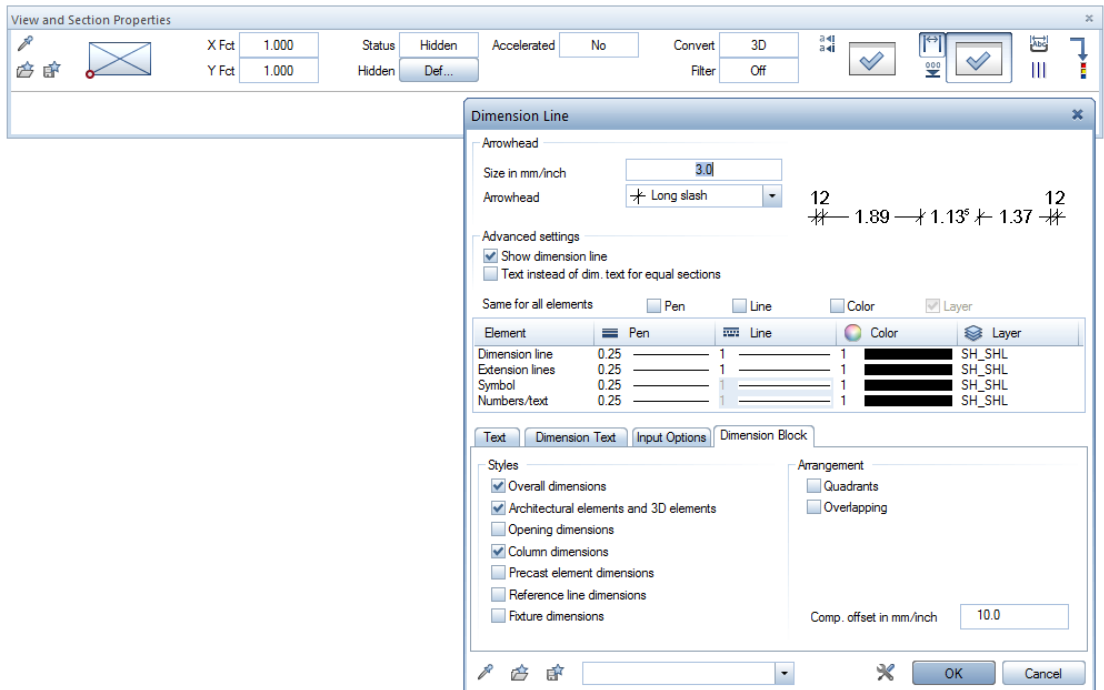 View and Section Properties
X Fct 1.000 Status Hidden Accelerated No Convert 3D
Y Fct 1.000 Hidden Def... Filter Off
Abc
000
Dimension Line
Arrowhead
Size in mm/inch 3.0
Arrowhead Long slash
12 12
1.89 1.13⁵ 1.37
Advanced settings
Show dimension line
Text instead of dim. text for equal sections
Same for all elements Pen Line Color Layer
Element Pen Line Color Layer
Dimension line 0.25 1 1 SH_SHL
Extension lines 0.25 1 1 SH_SHL
Symbol 0.25 1 1 SH_SHL
Numbers/text 0.25 1 1 SH_SHL
Text Dimension Text Input Options Dimension Block
Styles Arrangement
Overall dimensions Quadrants
Architectural elements and 3D elements Overlapping
Opening dimensions
Column dimensions
Precast element dimensions
Reference line dimensions
Fixture dimensions Comp. offset in mm/inch 10.0
OK Cancel